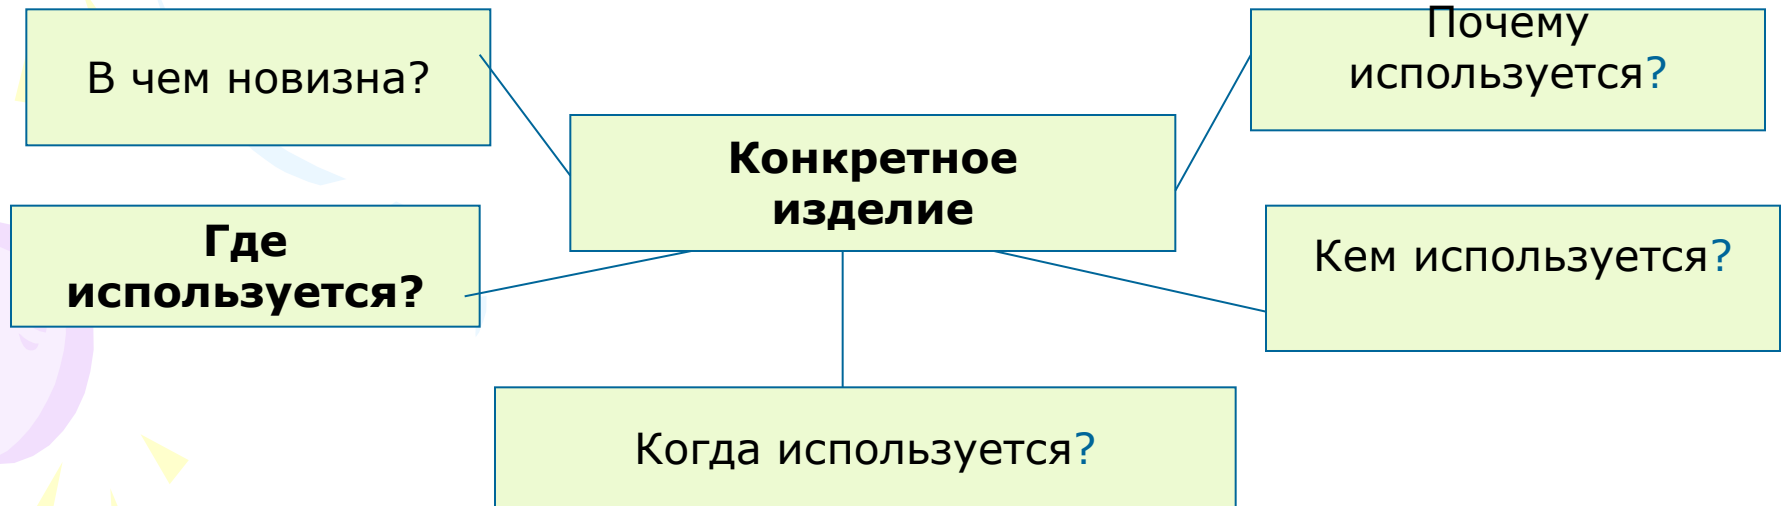 В чем новизна?
Почему
используется?
Конкретное
изделие
Где
используется?
Кем используется?
Когда используется?